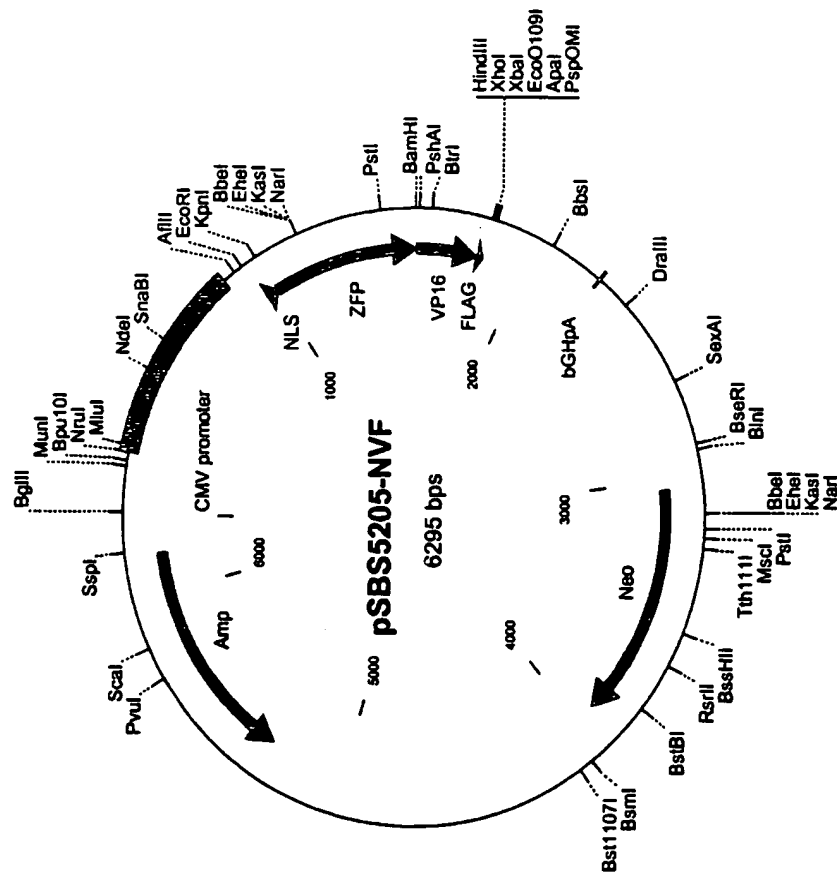 BglII
MunI
Bpu10I
NruI
MluI
NdeI
SnaBI
AflII
EcoRI
KpnI
BbeI
EheI
KasI
NarI
PstI
BamHI
PshAI
BtrI
HindIII
XhoI
XbaI
EcoO109I
ApaI
PspOMI
BbsI
DraIII
SexAI
BseRI
BlnI
BbeI
EheI
KasI
NarI
PstI
MscI
Tth111I
BssHII
RsrII
BstBI
BsmI
Bst1107I
PvuI
ScaI
SspI
CMV promoter
NLS
ZFP
VP16
FLAG
bGHpA
Neo
Amp
1000
2000
3000
4000
5000
6000
pSBS5205-NVF
6295 bps